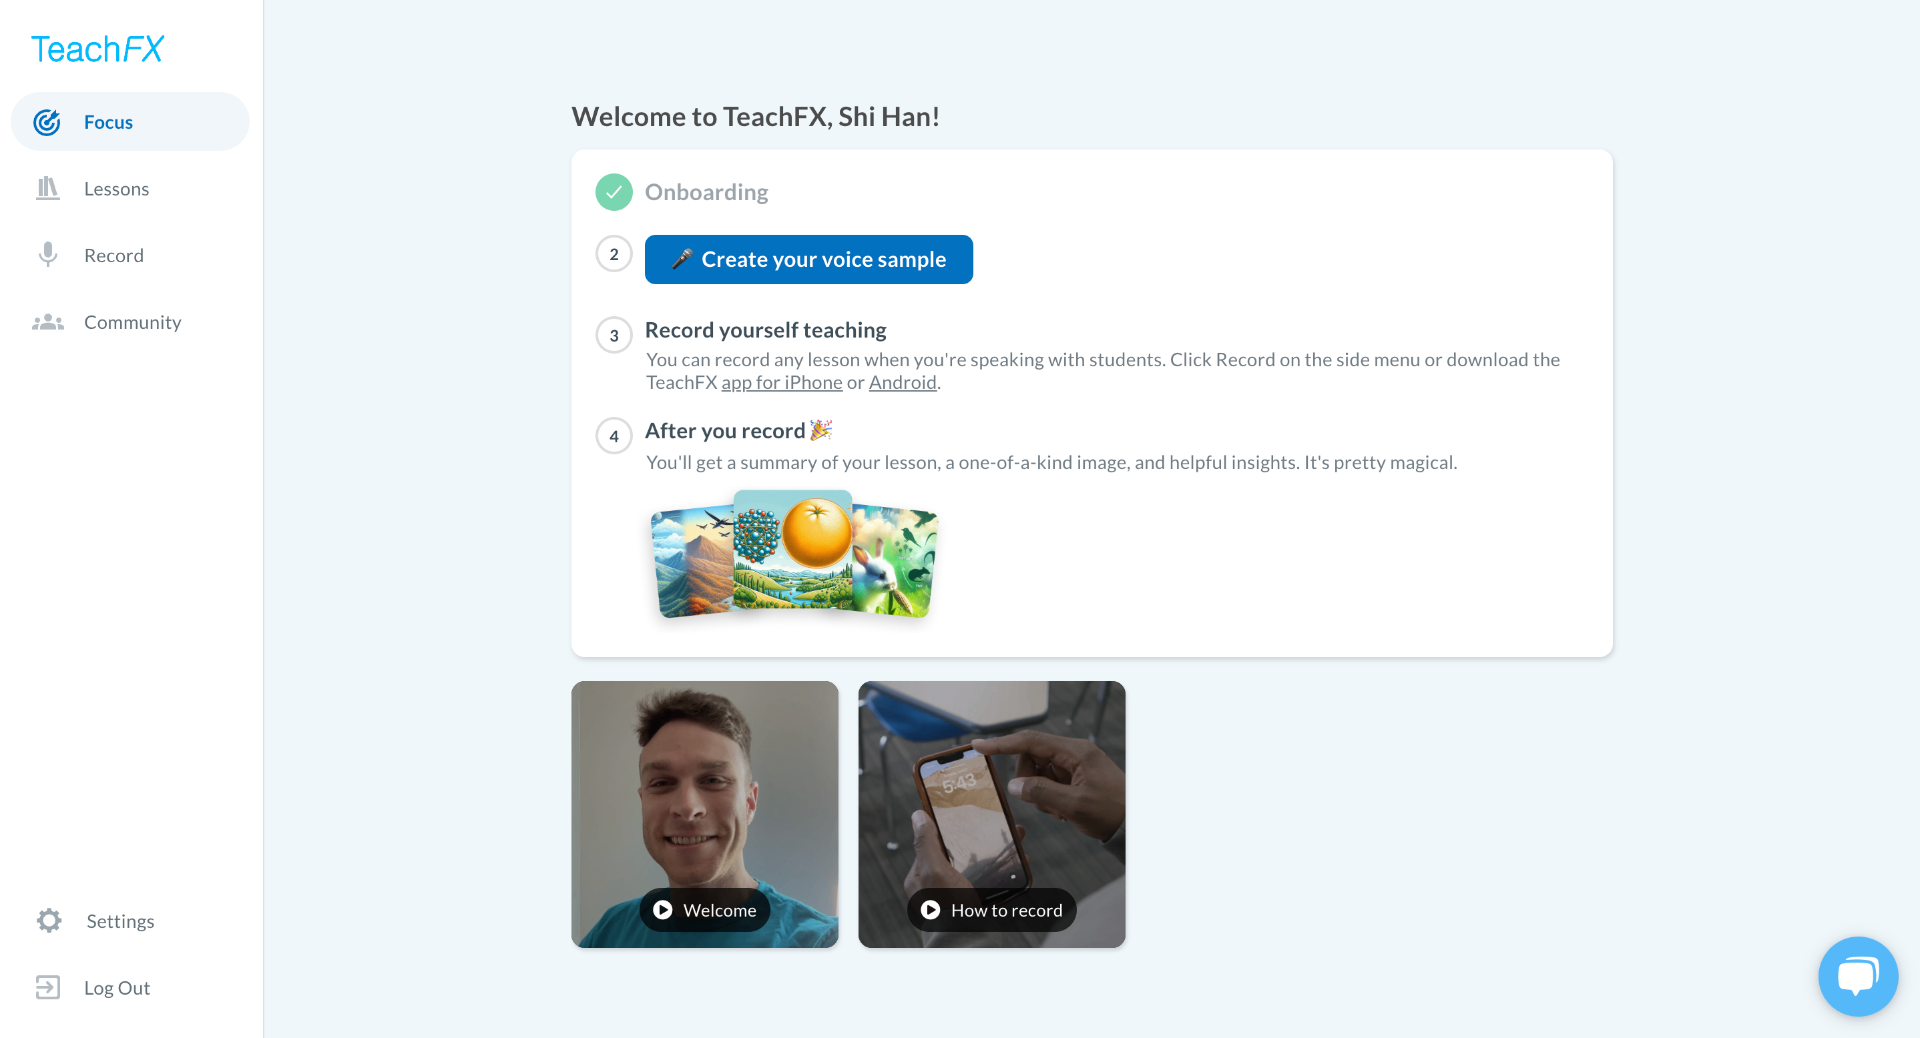 TeachFX
Focus
Lessons
Record
Community
Settings
Log Out
Welcome to TeachFX, Shi Han!
Onboarding
2
🎤 Create your voice sample
3
Record yourself teaching
You can record any lesson when you're speaking with students. Click Record on the side menu or download the
TeachFX app for iPhone or Android.
4
After you record 🎉
You'll get a summary of your lesson, a one-of-a-kind image, and helpful insights. It's pretty magical.
Welcome
5:43
How to record